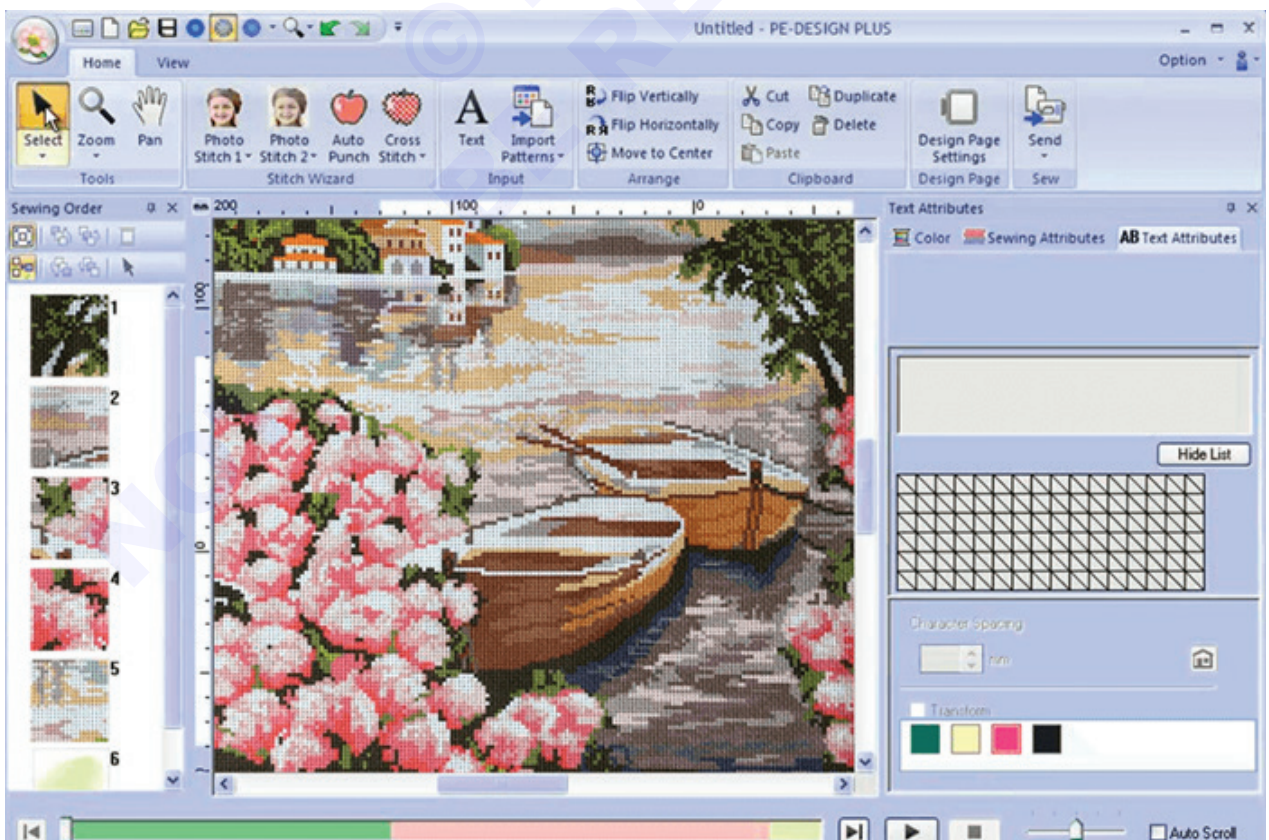 Untitled - PE-DESIGN PLUS
Home View Option
Select Zoom Pan
Tools
Photo Stitch 1 Photo Stitch 2 Auto Punch Cross Stitch
Stitch Wizard
Text Import Patterns
Input
Flip Vertically
Flip Horizontally
Move to Center
Arrange
Cut Duplicate
Copy Delete
Paste
Clipboard
Design Page Settings
Design Page
Send
Sew
Sewing Order
200 100 0
100
0
1
2
3
4
5
6
Text Attributes
Color Sewing Attributes AB Text Attributes
Hide List
Character Spacing
mm
Transform
Auto Scroll